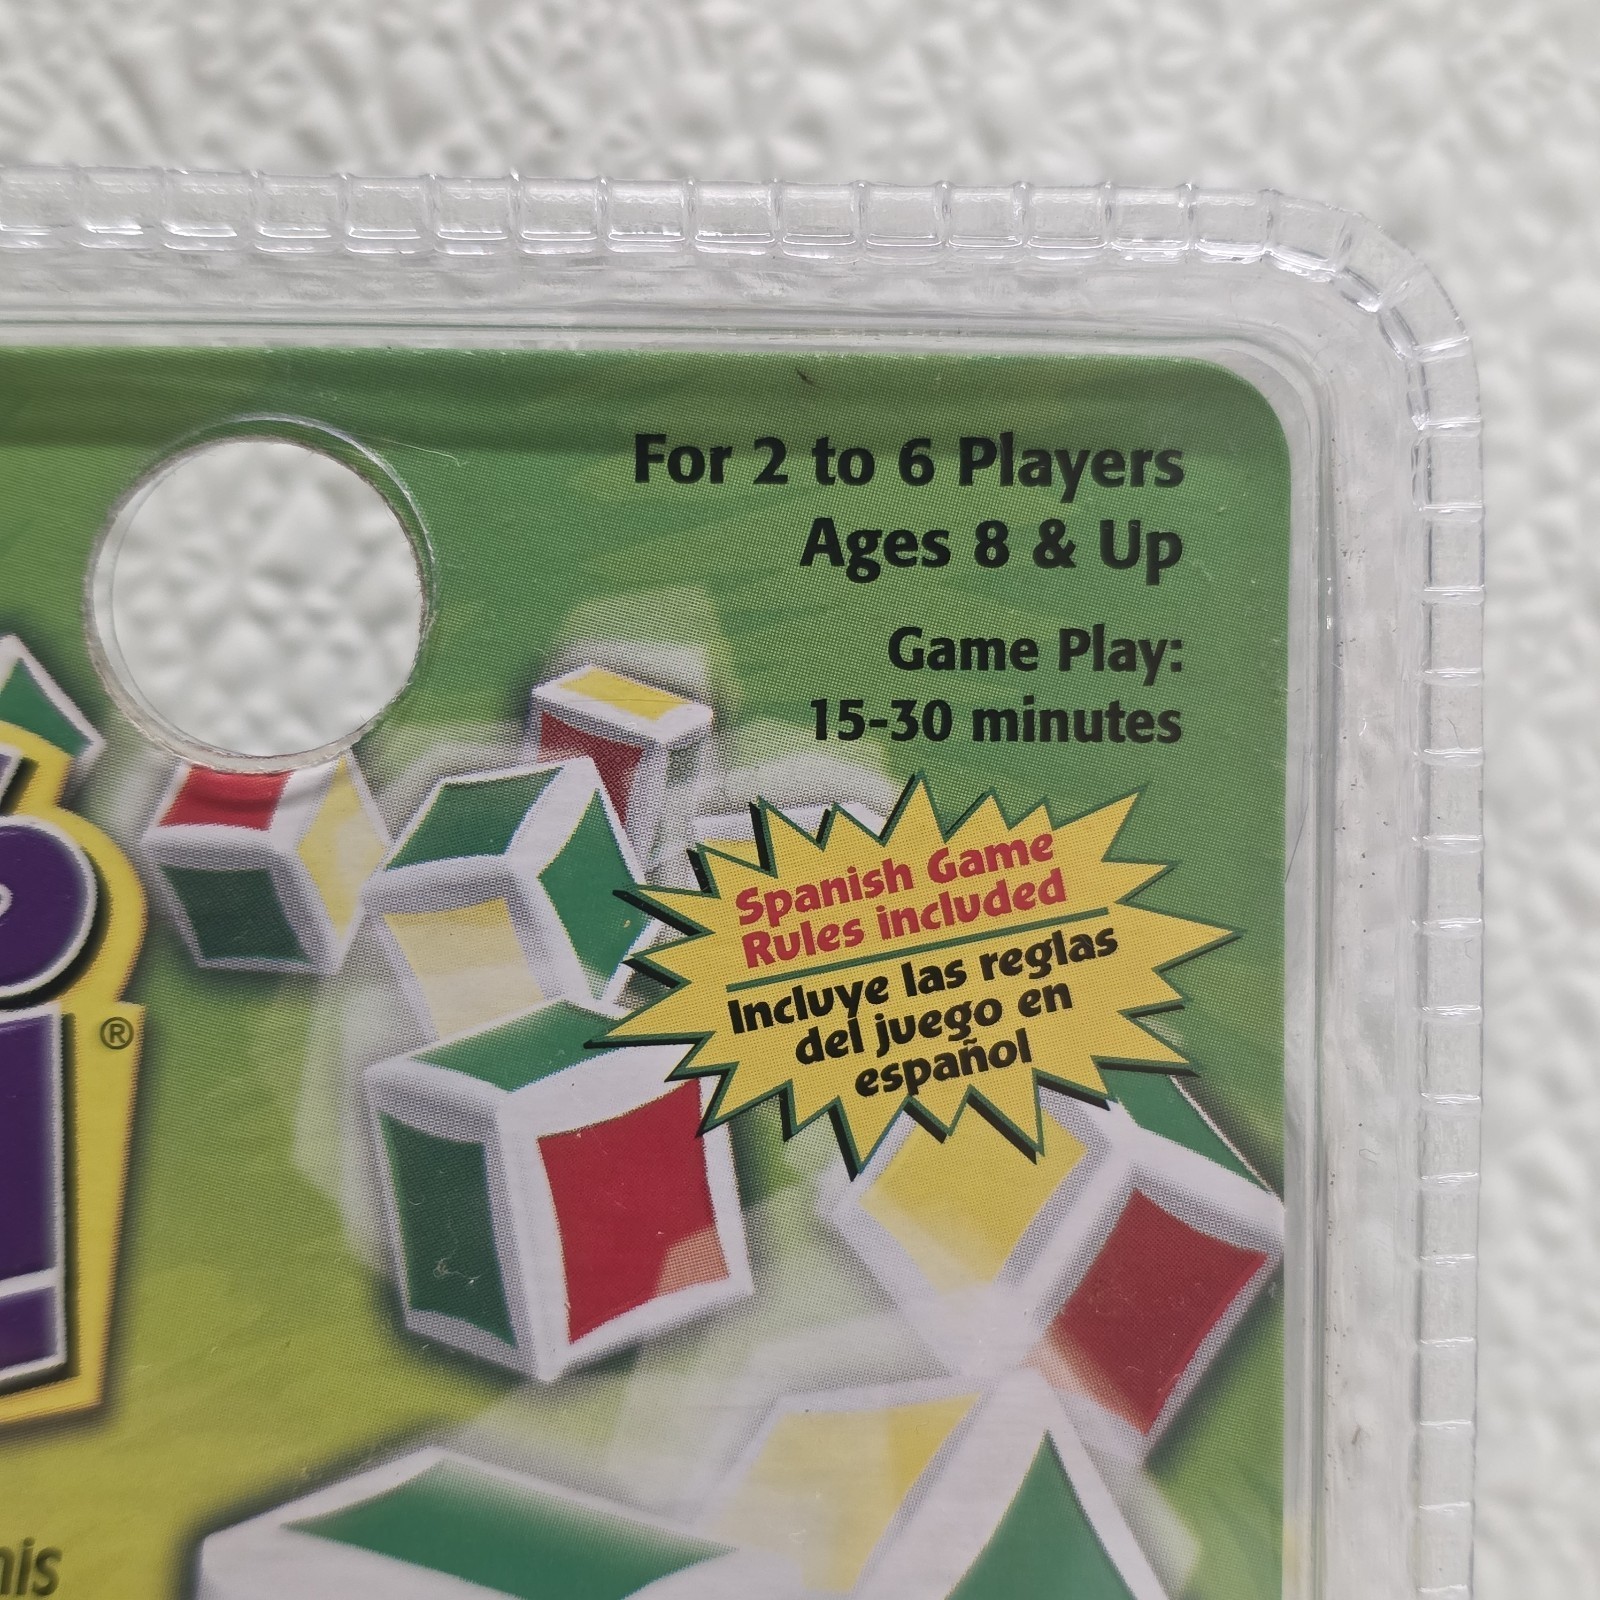 For 2 to 6 Players
Ages 8 & Up
Game Play:
15-30 minutes
Spanish Game
Rules included
Incluye las reglas
del juego en
español
®